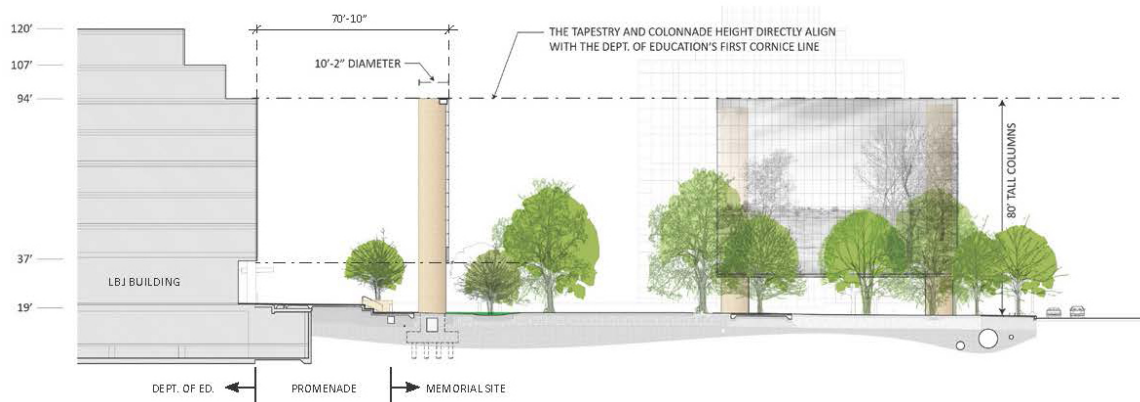 70'-10"
120'
THE TAPESTRY AND COLONNADE HEIGHT DIRECTLY ALIGN
WITH THE DEPT. OF EDUCATION'S FIRST CORNICE LINE
107'
10'-2" DIAMETER
94'
80' TALL COLUMNS
37'
LBJ BUILDING
19'
DEPT. OF ED.
PROMENADE
MEMORIAL SITE